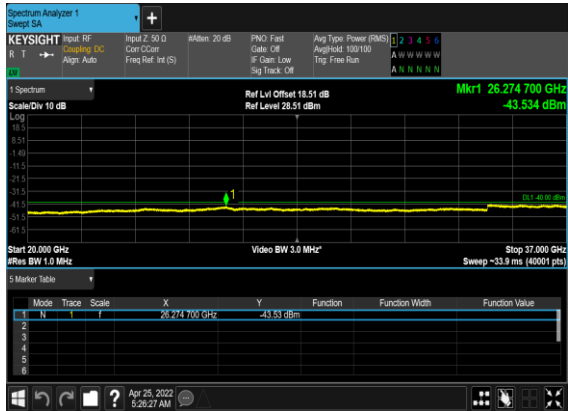 Spectrum Analyzer 1
Swept SA
+
KEYSIGHT Input: RF Input Z: 50 Ω #Atten: 20 dB PNO: Fast Avg Type: Power (RMS) 1 2 3 4 5 6
R T Coupling: DC Corr CCorr Gate: Off Avg|Hold: 100/100 A W W W W W
Align: Auto Freq Ref: Int (S) IF Gain: Low Trig: Free Run
LXI Sig Track: Off A N N N N N
1 Spectrum Ref Lvl Offset 18.51 dB Mkr1 26.274 700 GHz
Scale/Div 10 dB Ref Level 28.51 dBm -43.534 dBm
Log
18.5
8.51
-1.49
-11.5
-21.5
-31.5
1
DL1 -40.00 dBm
-41.5
-51.5
-61.5
Start 20.000 GHz Video BW 3.0 MHz* Stop 37.000 GHz
#Res BW 1.0 MHz Sweep ~33.9 ms (40001 pts)
5 Marker Table
Mode Trace Scale X Y Function Function Width Function Value
1 N 1 f 26.274 700 GHz -43.53 dBm
2
3
4
5
6
? Apr 25, 2022
5:26:27 AM